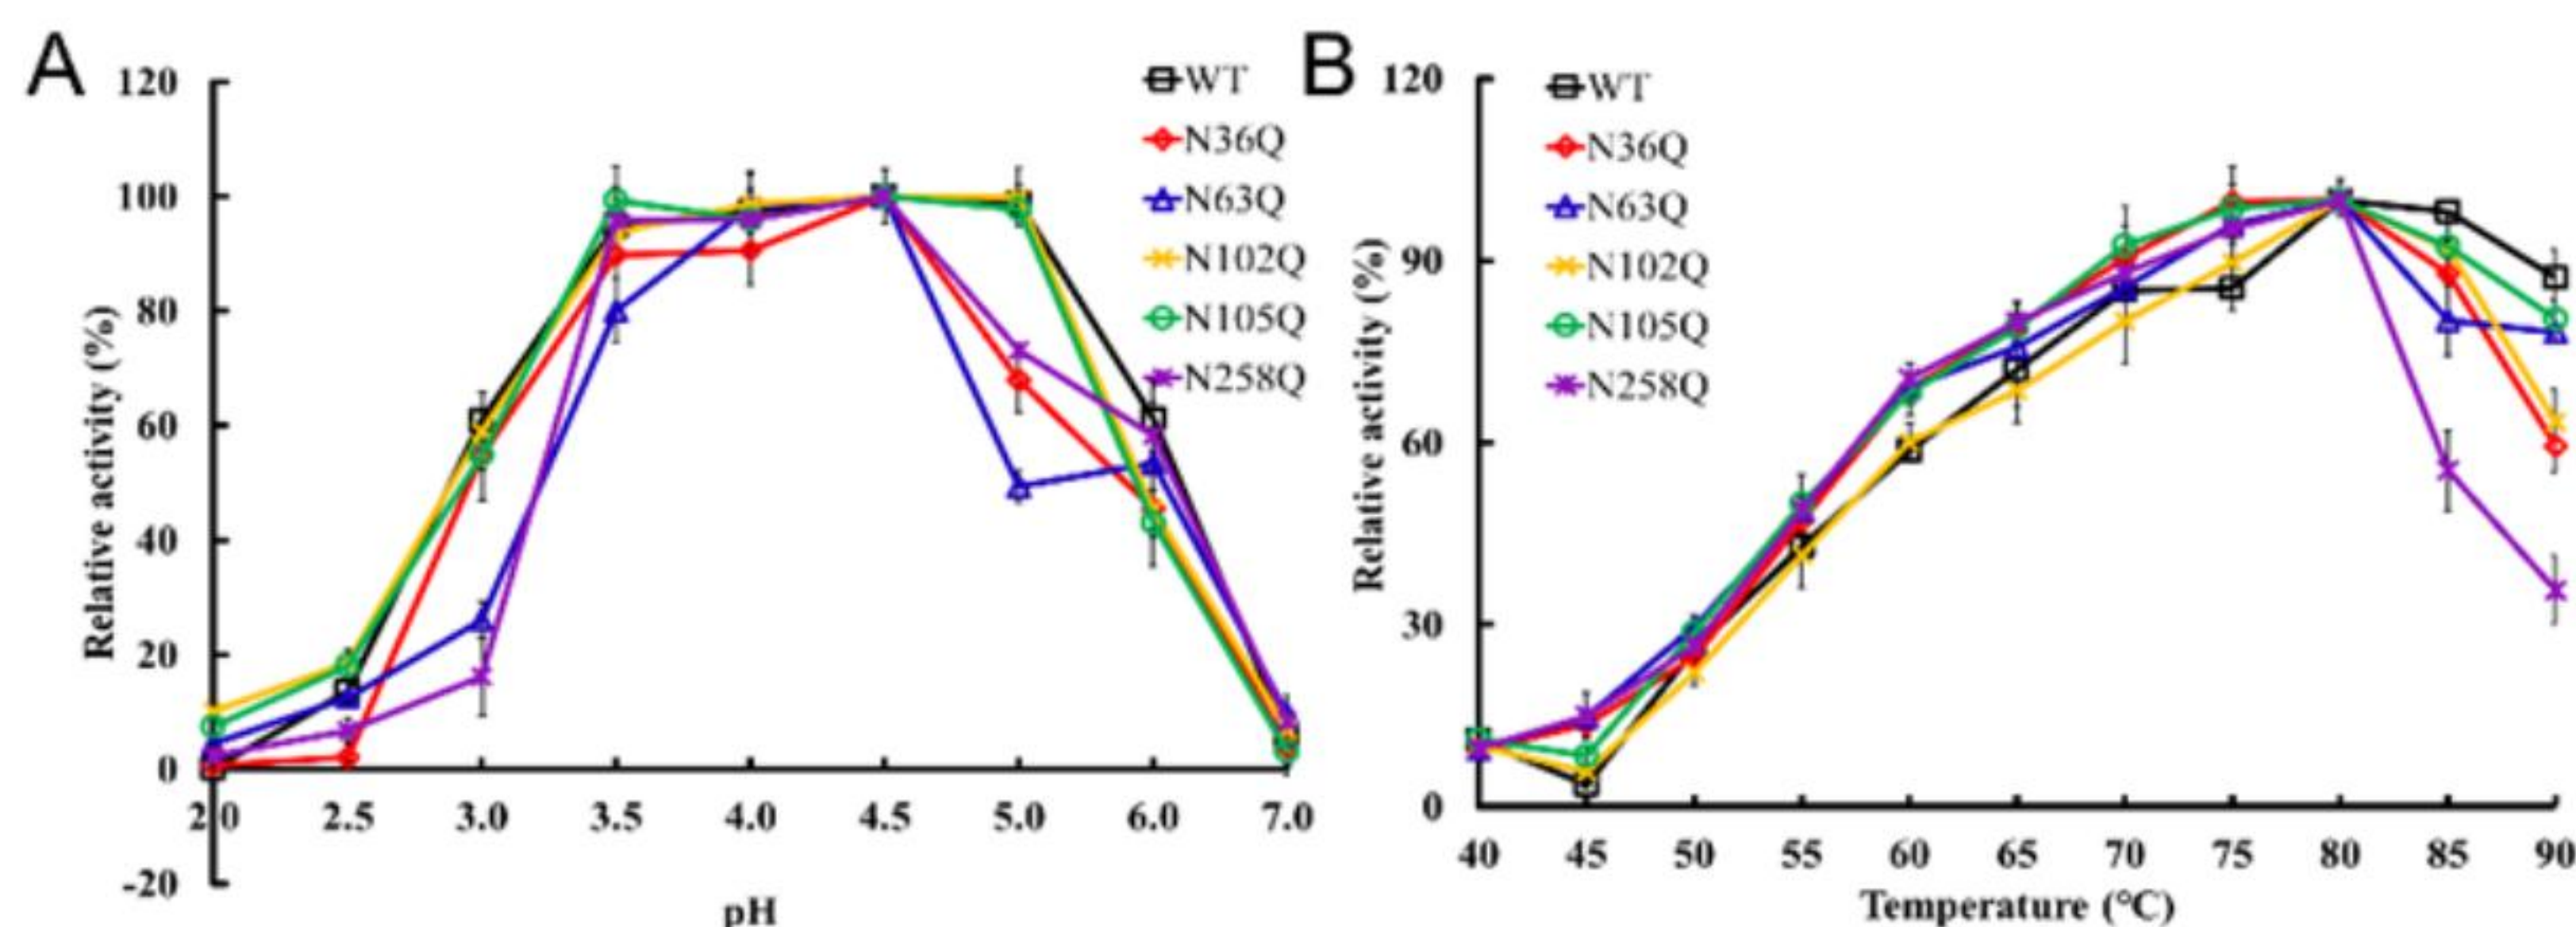 A
120
100
80
60
40
20
0
-20
Relative activity (%)
2.0 2.5 3.0 3.5 4.0 4.5 5.0 6.0 7.0
pH
WT
N36Q
N63Q
N102Q
N105Q
N258Q
B
120
90
60
30
0
Relative activity (%)
40 45 50 55 60 65 70 75 80 85 90
Temperature (°C)
WT
N36Q
N63Q
N102Q
N105Q
N258Q